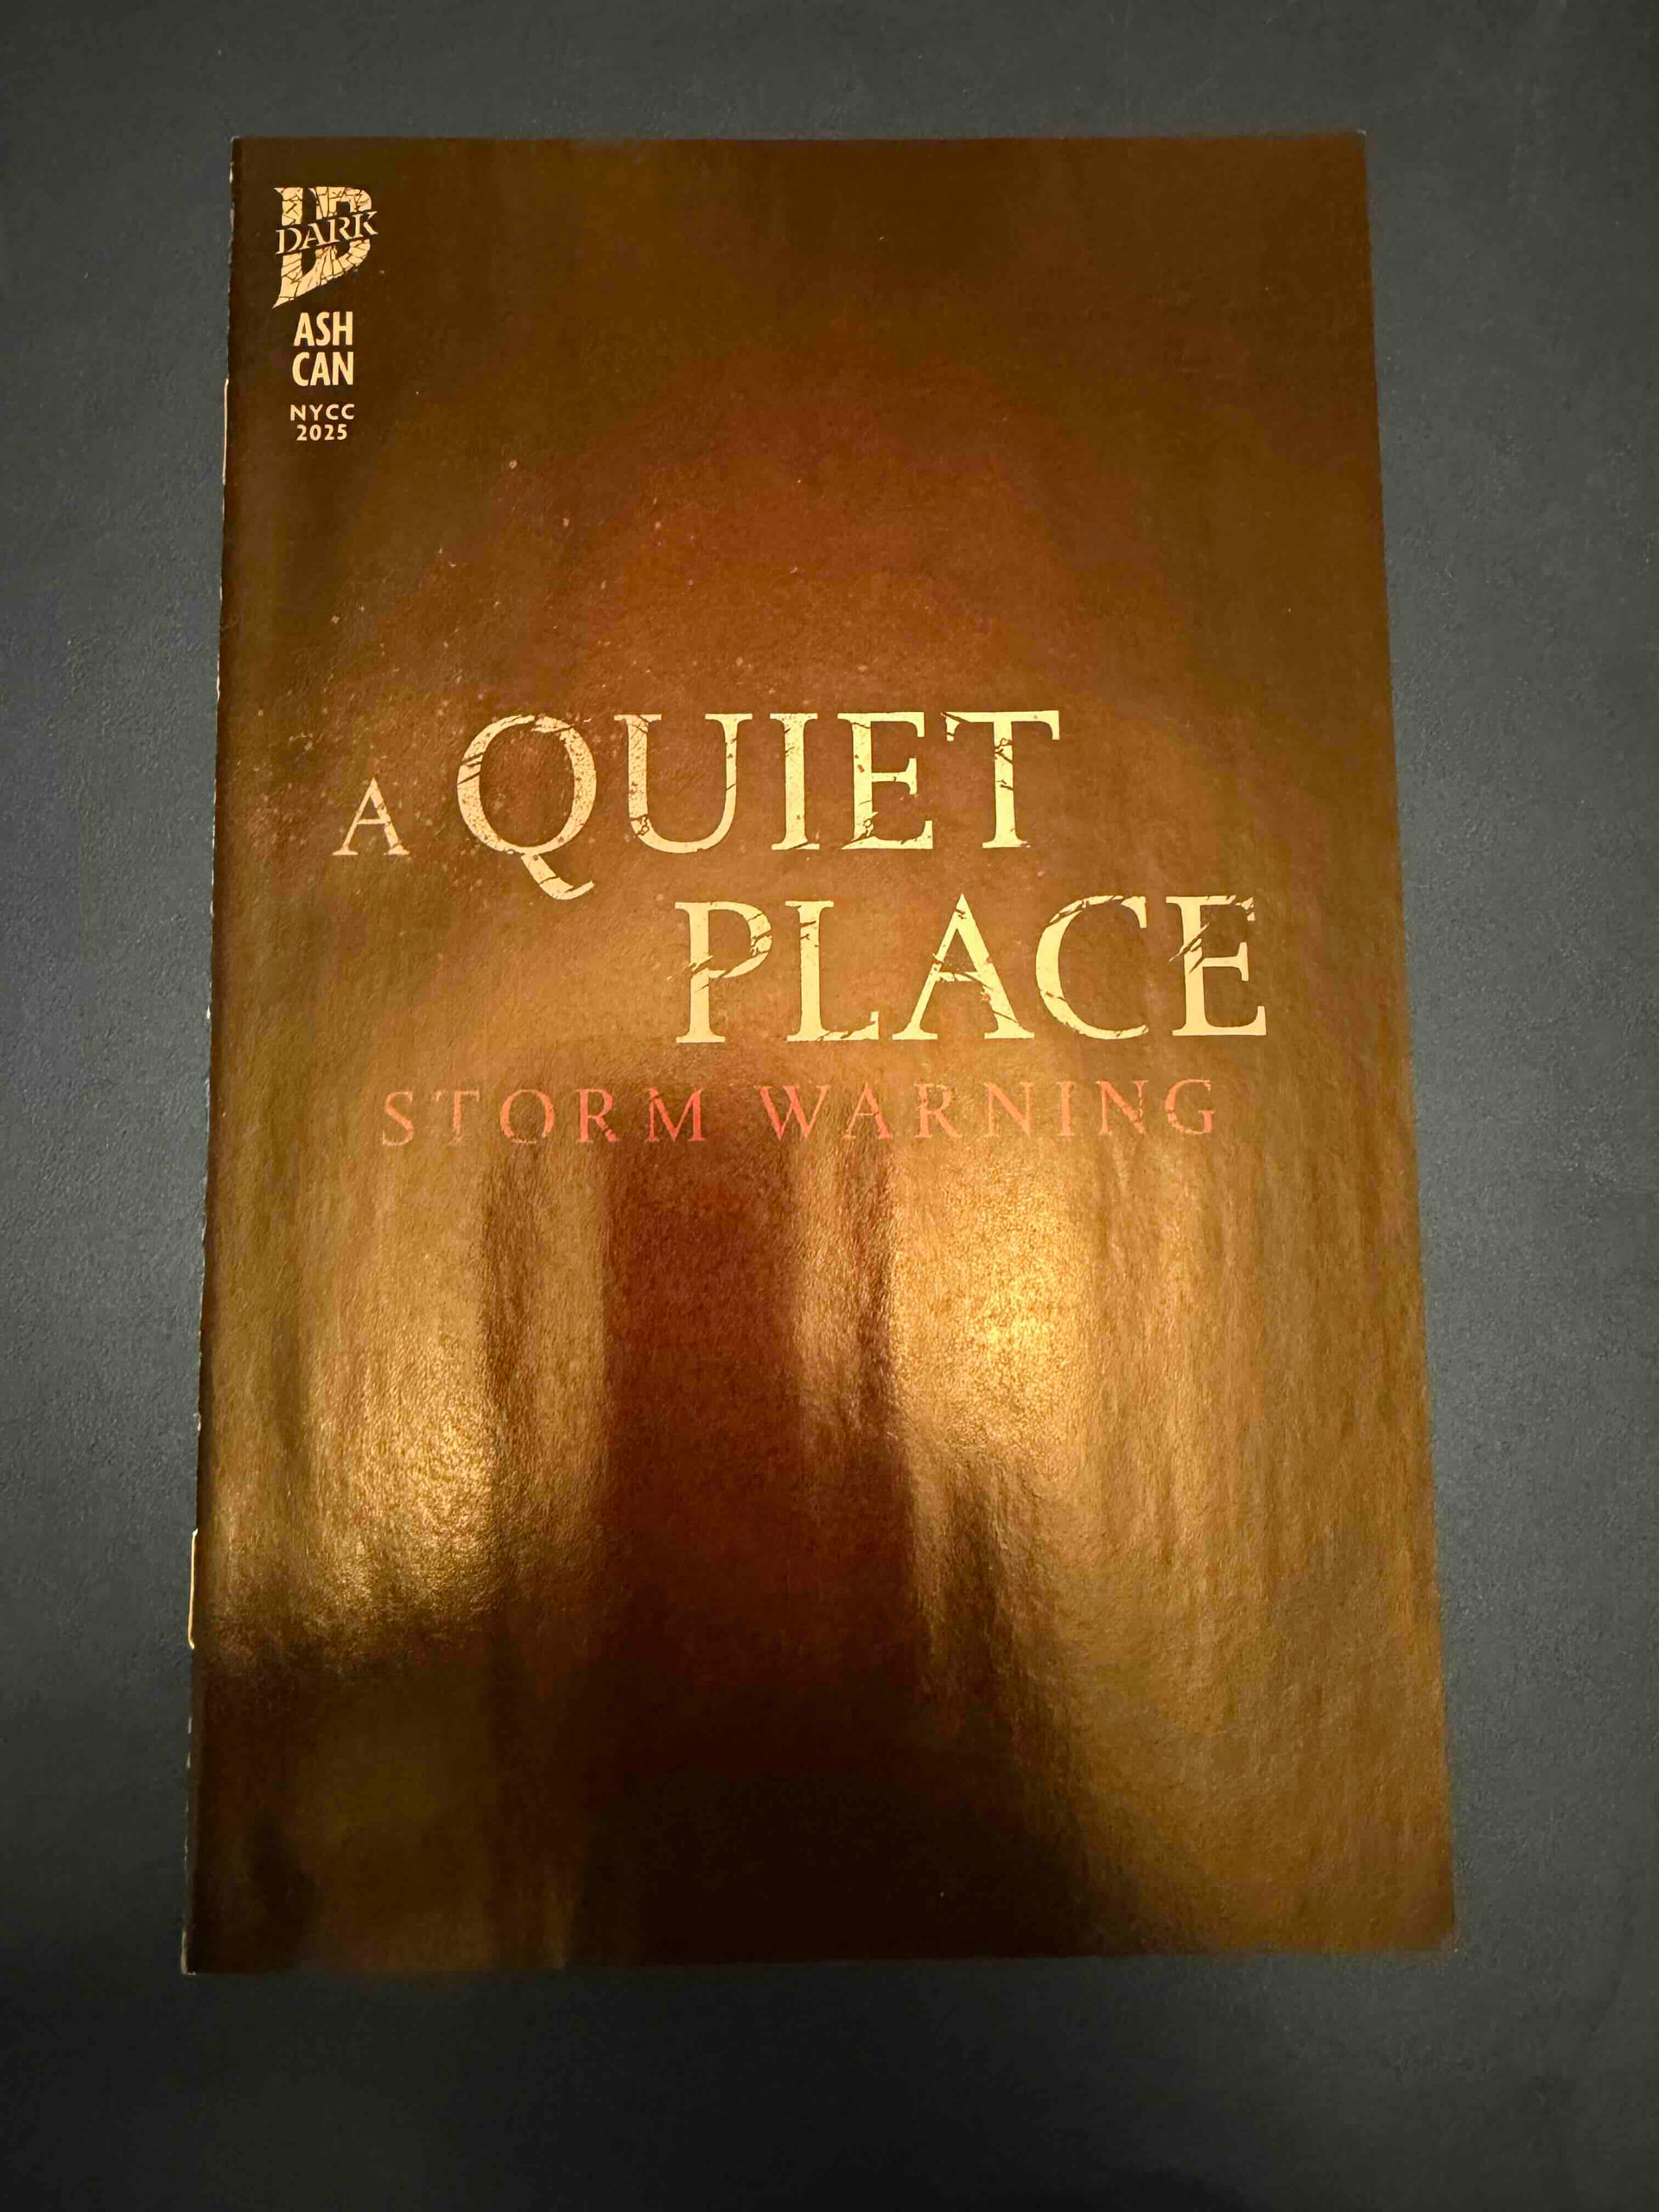 DARK
ASH
CAN
NYCC
2025
A QUIET
PLACE
STORM WARNING